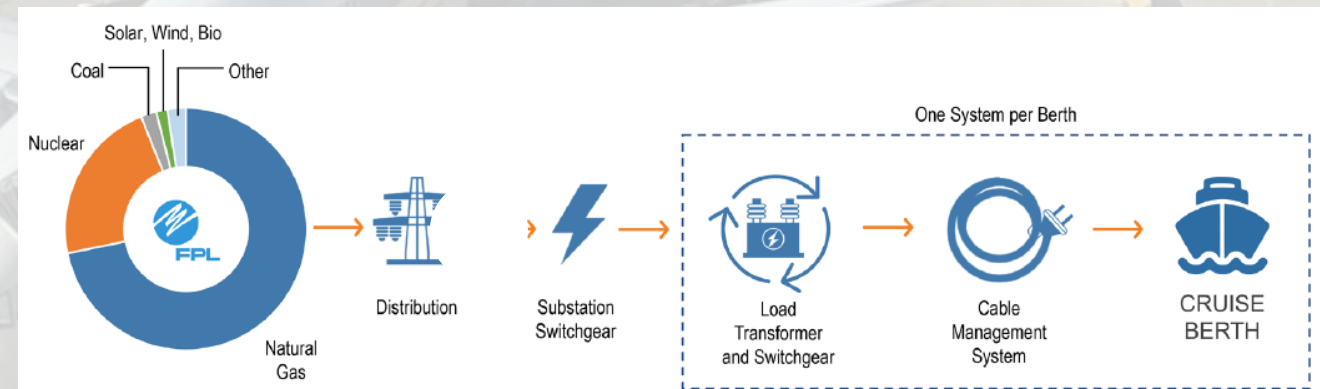 Solar, Wind, Bio
Coal
Other
Nuclear
FPL
Natural
Gas
Distribution
Substation
Switchgear
One System per Berth
Load
Transformer
and Switchgear
Cable
Management
System
CRUISE
BERTH